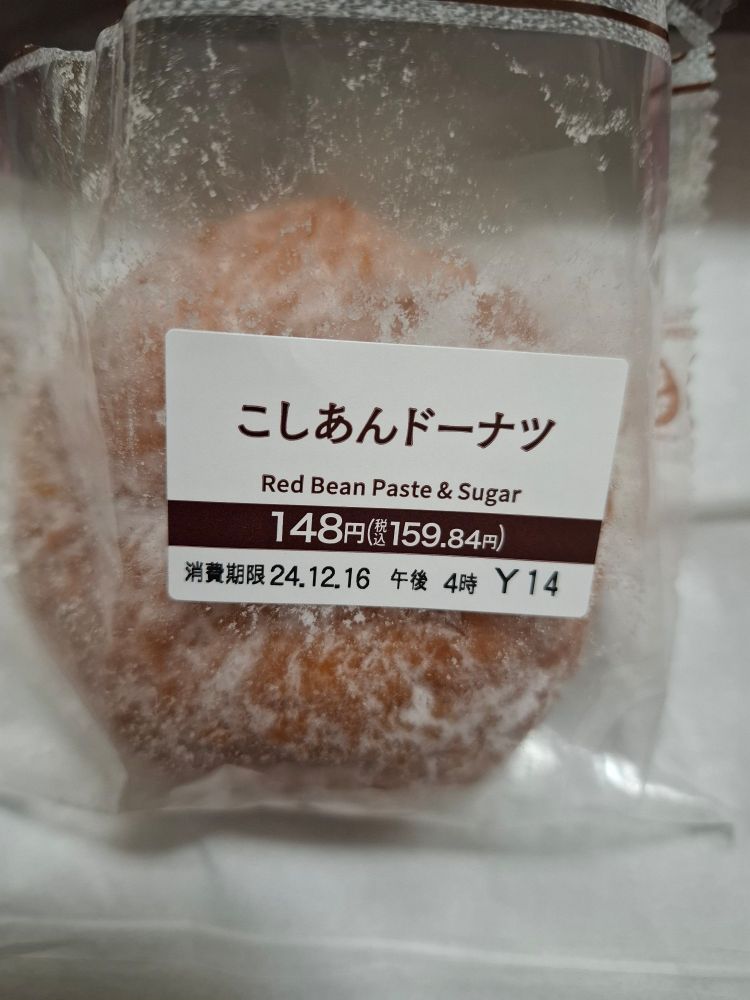 こしあんドーナツ
Red Bean Paste & Sugar
148円(税込159.84円)
消費期限 24.12.16 午後 4時 Y 14